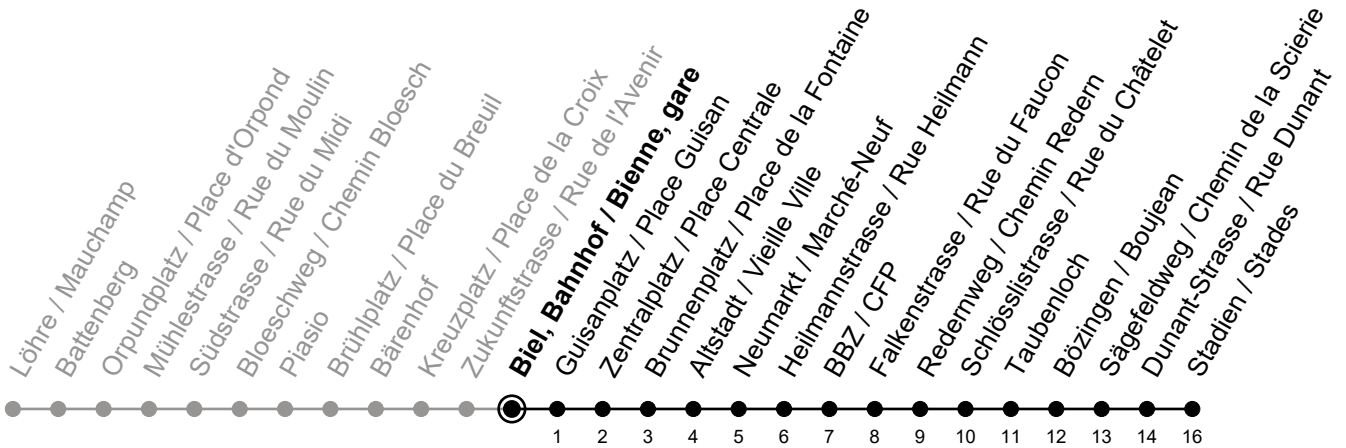 Löhre / Mauchamp
Battenberg
Orpundplatz / Place d'Orpond
Mühlestrasse / Rue du Moulin
Südstrasse / Rue du Midi
Bloeschweg / Chemin Bloesch
Piasio
Brühlplatz / Place du Breuil
Bärenhof
Kreuzplatz / Place de la Croix
Zukunftstrasse / Rue de l'Avenir
Biel, Bahnhof / Bienne, gare
Guisanplatz / Place Guisan
Zentralplatz / Place Centrale
Brunnenplatz / Place de la Fontaine
Altstadt / Vieille Ville
Neumarkt / Marché-Neuf
Heilmannstrasse / Rue Heilmann
BBZ / CFP
Falkenstrasse / Rue du Faucon
Redernweg / Chemin Redern
Schlösslistrasse / Rue du Châtelet
Taubenloch
Bözingen / Boujean
Sägefeldweg / Chemin de la Scierie
Dunant-Strasse / Rue Dunant
Stadien / Stades
1 2 3 4 5 6 7 8 9 10 11 12 13 14 16